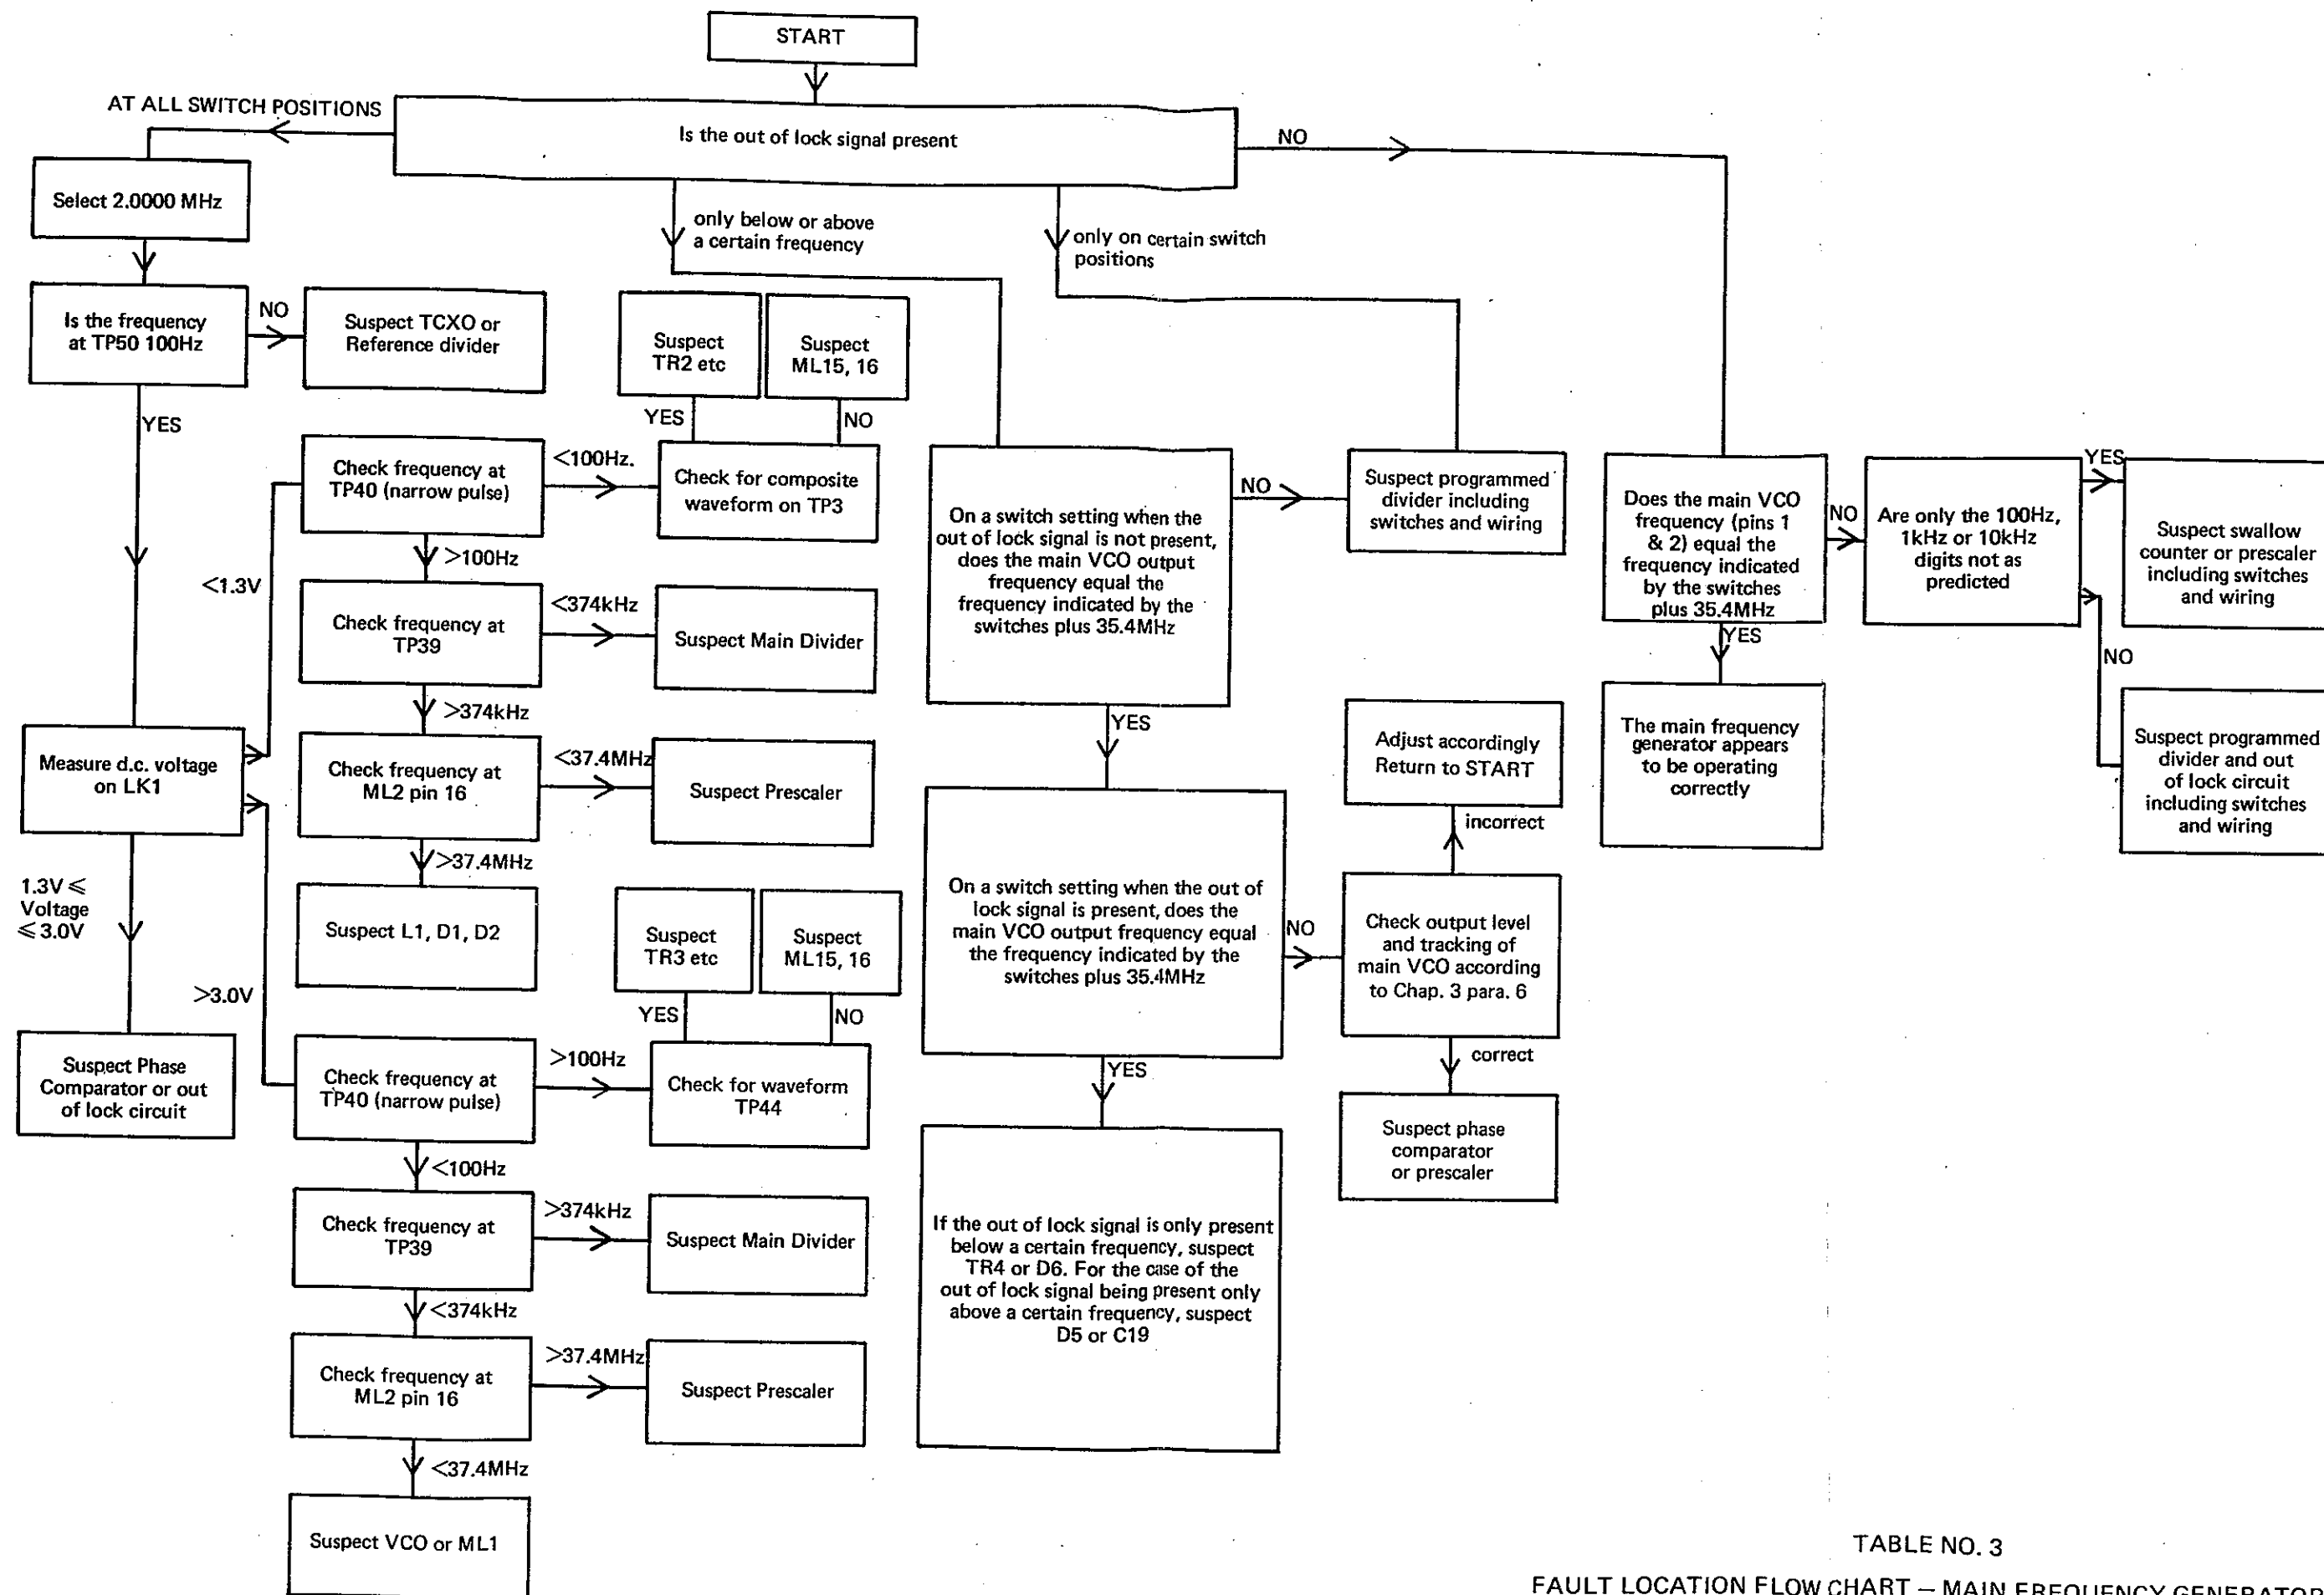 START
AT ALL SWITCH POSITIONS
Is the out of lock signal present
NO
Select 2.0000 MHz
only below or above
a certain frequency
only on certain switch
positions
Is the frequency
at TP50 100Hz
NO
Suspect TCXO or
Reference divider
YES
Suspect
TR2 etc
Suspect
ML15, 16
YES
NO
Check frequency at
TP40 (narrow pulse)
<100Hz.
Check for composite
waveform on TP3
>100Hz
<1.3V
Check frequency at
TP39
<374kHz
Suspect Main Divider
>374kHz
Measure d.c. voltage
on LK1
Check frequency at
ML2 pin 16
<37.4MHz
Suspect Prescaler
>37.4MHz
Suspect L1, D1, D2
1.3V ⩽
Voltage
⩽ 3.0V
>3.0V
Suspect Phase
Comparator or out
of lock circuit
Suspect
TR3 etc
Suspect
ML15, 16
YES
NO
Check frequency at
TP40 (narrow pulse)
>100Hz
Check for waveform
TP44
<100Hz
Check frequency at
TP39
>374kHz
Suspect Main Divider
<374kHz
Check frequency at
ML2 pin 16
>37.4MHz
Suspect Prescaler
<37.4MHz
Suspect VCO or ML1
On a switch setting when the
out of lock signal is not present,
does the main VCO output
frequency equal the
frequency indicated by the
switches plus 35.4MHz
NO
Suspect programmed
divider including
switches and wiring
YES
On a switch setting when the out of
lock signal is present, does the
main VCO output frequency equal
the frequency indicated by the
switches plus 35.4MHz
NO
Adjust accordingly
Return to START
incorrect
Check output level
and tracking of
main VCO according
to Chap. 3 para. 6
correct
Suspect phase
comparator
or prescaler
YES
If the out of lock signal is only present
below a certain frequency, suspect
TR4 or D6. For the case of the
out of lock signal being present only
above a certain frequency, suspect
D5 or C19
Does the main VCO
frequency (pins 1
& 2) equal the
frequency indicated
by the switches
plus 35.4MHz
NO
Are only the 100Hz,
1kHz or 10kHz
digits not as
predicted
YES
Suspect swallow
counter or prescaler
including switches
and wiring
YES
NO
The main frequency
generator appears
to be operating
correctly
Suspect programmed
divider and out
of lock circuit
including switches
and wiring
TABLE NO. 3
FAULT LOCATION FLOW CHART — MAIN FREQUENCY GENERATOR